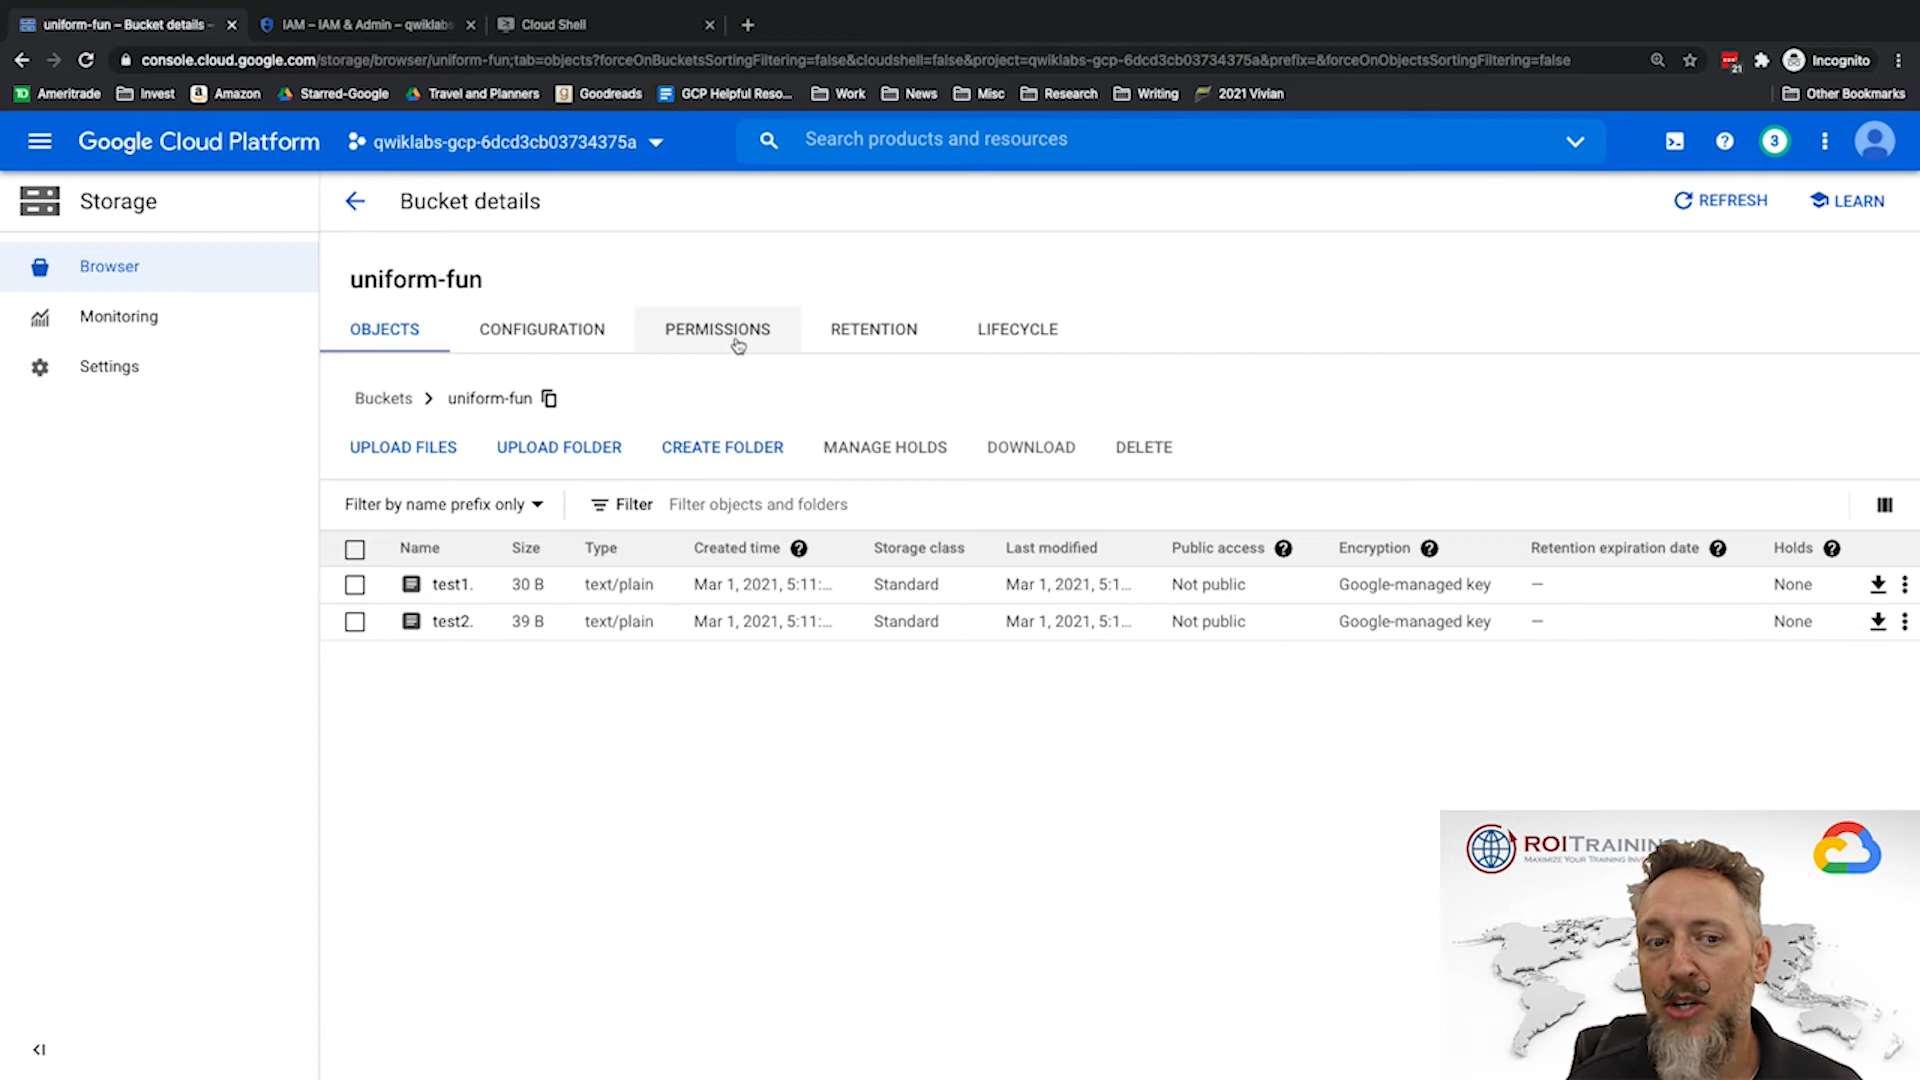 uniform-fun – Bucket details –
IAM – IAM & Admin – qwiklabs
Cloud Shell
console.cloud.google.com/storage/browser/uniform-fun;tab=objects?forceOnBucketsSortingFiltering=false&cloudshell=false&project=qwiklabs-gcp-6dcd3cb03734375a&prefix=&forceOnObjectsSortingFiltering=false
21
Incognito
TD Ameritrade Invest Amazon Starred-Google Travel and Planners Goodreads GCP Helpful Reso... Work News Misc Research Writing 2021 Vivian Other Bookmarks
Google Cloud Platform
qwiklabs-gcp-6dcd3cb03734375a
Search products and resources
3
Storage
Bucket details
REFRESH
LEARN
Browser
Monitoring
Settings
uniform-fun
OBJECTS CONFIGURATION PERMISSIONS RETENTION LIFECYCLE
Buckets > uniform-fun
UPLOAD FILES UPLOAD FOLDER CREATE FOLDER MANAGE HOLDS DOWNLOAD DELETE
Filter by name prefix only Filter Filter objects and folders
Name Size Type Created time Storage class Last modified Public access Encryption Retention expiration date Holds
test1. 30 B text/plain Mar 1, 2021, 5:11:... Standard Mar 1, 2021, 5:1... Not public Google-managed key — None
test2. 39 B text/plain Mar 1, 2021, 5:11:... Standard Mar 1, 2021, 5:1... Not public Google-managed key — None
ROITRAINING
MAXIMIZE YOUR TRAINING